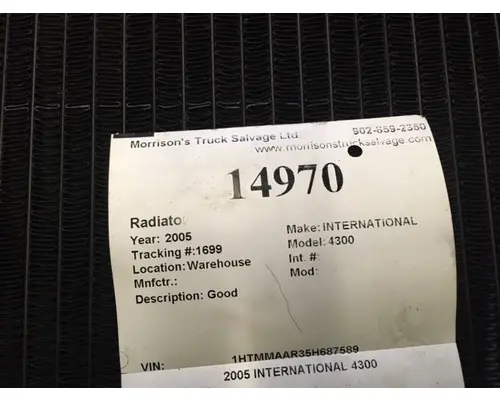 Morrison's Truck Salvage Ltd. 902-859-2350
www.morrisonstrucksalvage.com
14970
Radiato
Year: 2005 Make: INTERNATIONAL
Tracking #:1699 Model: 4300
Location: Warehouse Int. #:
Mnfctr.: Mod:
Description: Good
VIN: 1HTMMAAR35H687589
2005 INTERNATIONAL 4300